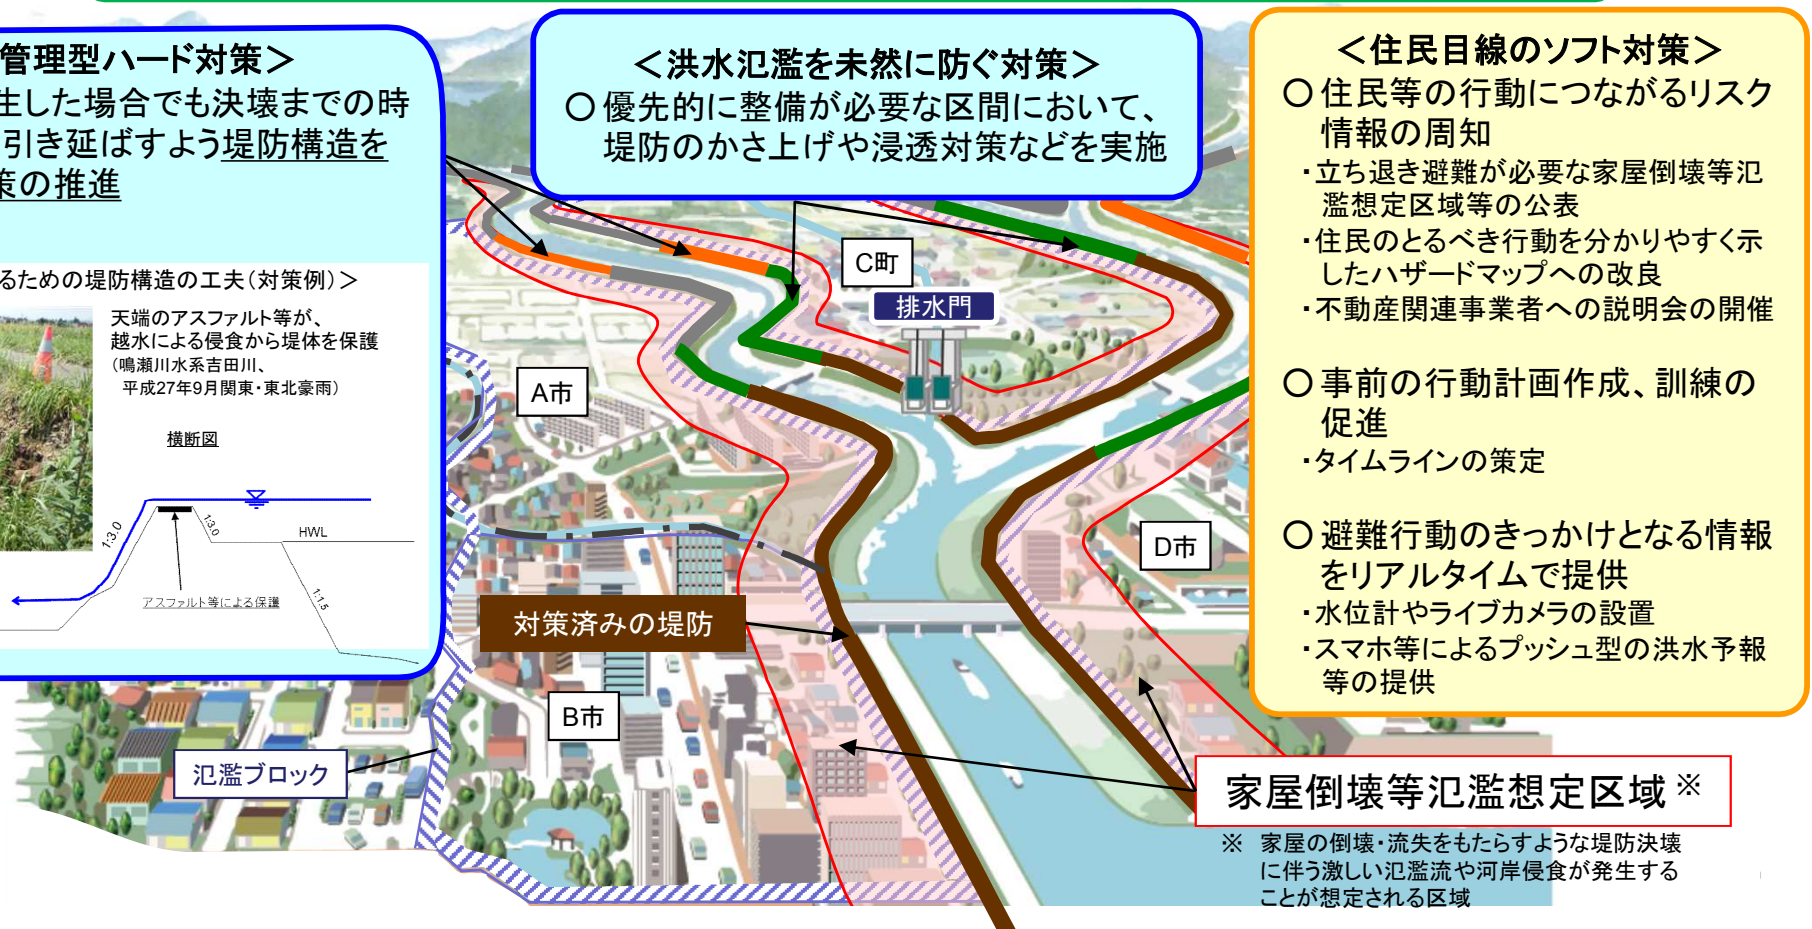 管理型ハード対策＞
生した場合でも決壊までの時
引き延ばすよう堤防構造を
策の推進
るための堤防構造の工夫(対策例)＞
天端のアスファルト等が、
越水による侵食から堤体を保護
(鳴瀬川水系吉田川、
平成27年9月関東・東北豪雨)
横断図
1:3.0
1:3.0
HWL
1:1.5
アスファルト等による保護
＜洪水氾濫を未然に防ぐ対策＞
○優先的に整備が必要な区間において、
堤防のかさ上げや浸透対策などを実施
＜住民目線のソフト対策＞
○住民等の行動につながるリスク
情報の周知
・立ち退き避難が必要な家屋倒壊等氾
濫想定区域等の公表
・住民のとるべき行動を分かりやすく示
したハザードマップへの改良
・不動産関連事業者への説明会の開催
○事前の行動計画作成、訓練の
促進
・タイムラインの策定
○避難行動のきっかけとなる情報
をリアルタイムで提供
・水位計やライブカメラの設置
・スマホ等によるプッシュ型の洪水予報
等の提供
C町
排水門
A市
D市
対策済みの堤防
B市
氾濫ブロック
家屋倒壊等氾濫想定区域※
※ 家屋の倒壊・流失をもたらすような堤防決壊
に伴う激しい氾濫流や河岸侵食が発生する
ことが想定される区域